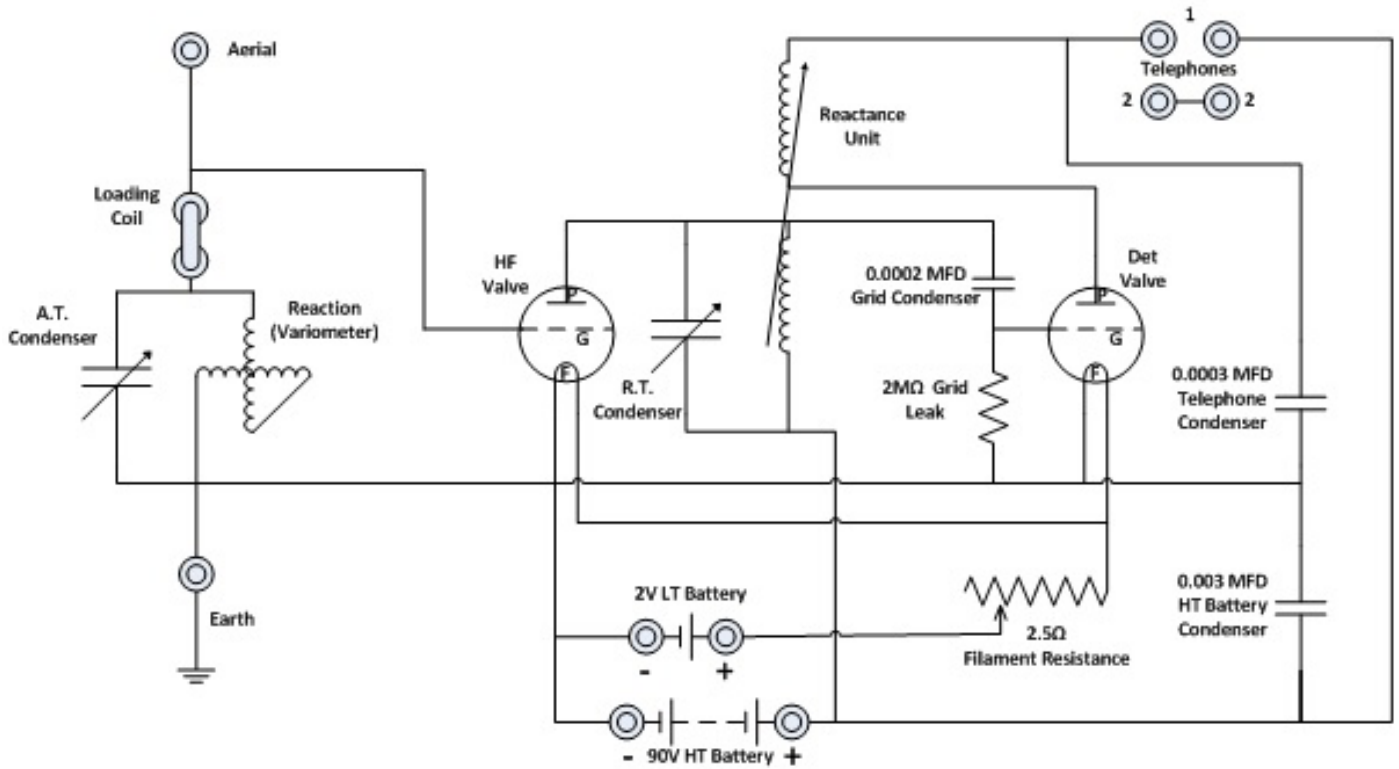 1
Aerial
Telephones
2
2
Reactance
Unit
Loading
Coil
HF
Valve
Det
Valve
0.0002 MFD
Grid Condenser
P
P
A.T.
Condenser
Reaction
(Variometer)
G
G
F
F
R.T.
Condenser
2MΩ Grid
Leak
0.0003 MFD
Telephone
Condenser
2V LT Battery
-
+
0.003 MFD
HT Battery
Condenser
Earth
2.5Ω
Filament Resistance
- 90V HT Battery +